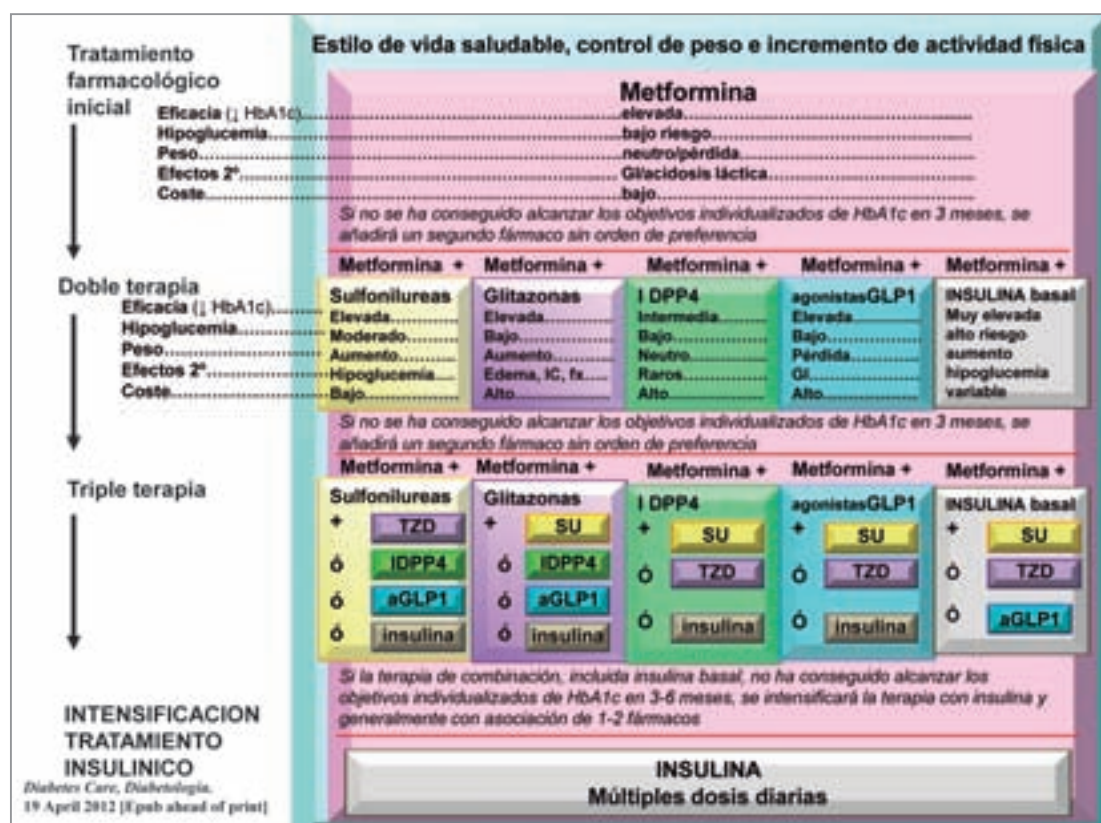 Estilo de vida saludable, control de peso e incremento de actividad física
Tratamiento
farmacológico
inicial
Metformina
Eficacia (↓ HbA1c)........elevada........
Hipoglucemia........bajo riesgo........
Peso........neutro/pérdida........
Efectos 2º........GI/acidosis láctica........
Coste........bajo........
Si no se ha conseguido alcanzar los objetivos individualizados de HbA1c en 3 meses, se
añadirá un segundo fármaco sin orden de preferencia
Doble terapia
Eficacia (↓ HbA1c)........
Hipoglucemia........
Peso........
Efectos 2º........
Coste........
Metformina +
Sulfonilureas
Elevada........
Moderado........
Aumento........
Hipoglucemia........
Bajo........
Metformina +
Glitazonas
Elevada........
Bajo........
Aumento........
Edema, IC, fx........
Alto........
Metformina +
I DPP4
Intermedia........
Bajo........
Neutro........
Raros........
Alto........
Metformina +
agonistasGLP1
Elevada........
Bajo........
Pérdida........
GI........
Alto........
Metformina +
INSULINA basal
Muy elevada
alto riesgo
aumento
hipoglucemia
variable
Si no se ha conseguido alcanzar los objetivos individualizados de HbA1c en 3 meses, se
añadirá un segundo fármaco sin orden de preferencia
Triple terapia
Metformina +
Sulfonilureas
+ TZD
ó IDPP4
ó aGLP1
ó insulina
Metformina +
Glitazonas
+ SU
ó IDPP4
ó aGLP1
ó insulina
Metformina +
I DPP4
+ SU
Ó TZD
Ó insulina
Metformina +
agonistasGLP1
+ SU
Ó TZD
Ó insulina
Metformina +
INSULINA basal
+ SU
Ó TZD
Ó aGLP1
Si la terapia de combinación, incluida insulina basal, no ha conseguido alcanzar los
objetivos individualizados de HbA1c en 3-6 meses, se intensificará la terapia con insulina y
generalmente con asociación de 1-2 fármacos
INTENSIFICACION
TRATAMIENTO
INSULINICO
Diabetes Care, Diabetologia.
19 April 2012 [Epub ahead of print]
INSULINA
Múltiples dosis diarias